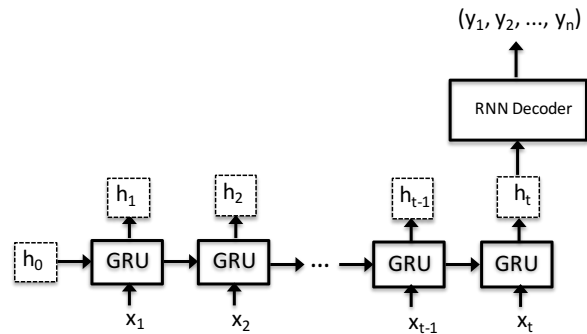 (y₁, y₂, ..., yₙ)
RNN Decoder
h₁ h₂ hₜ₋₁ hₜ
h₀ GRU GRU ... GRU GRU
x₁ x₂ xₜ₋₁ xₜ